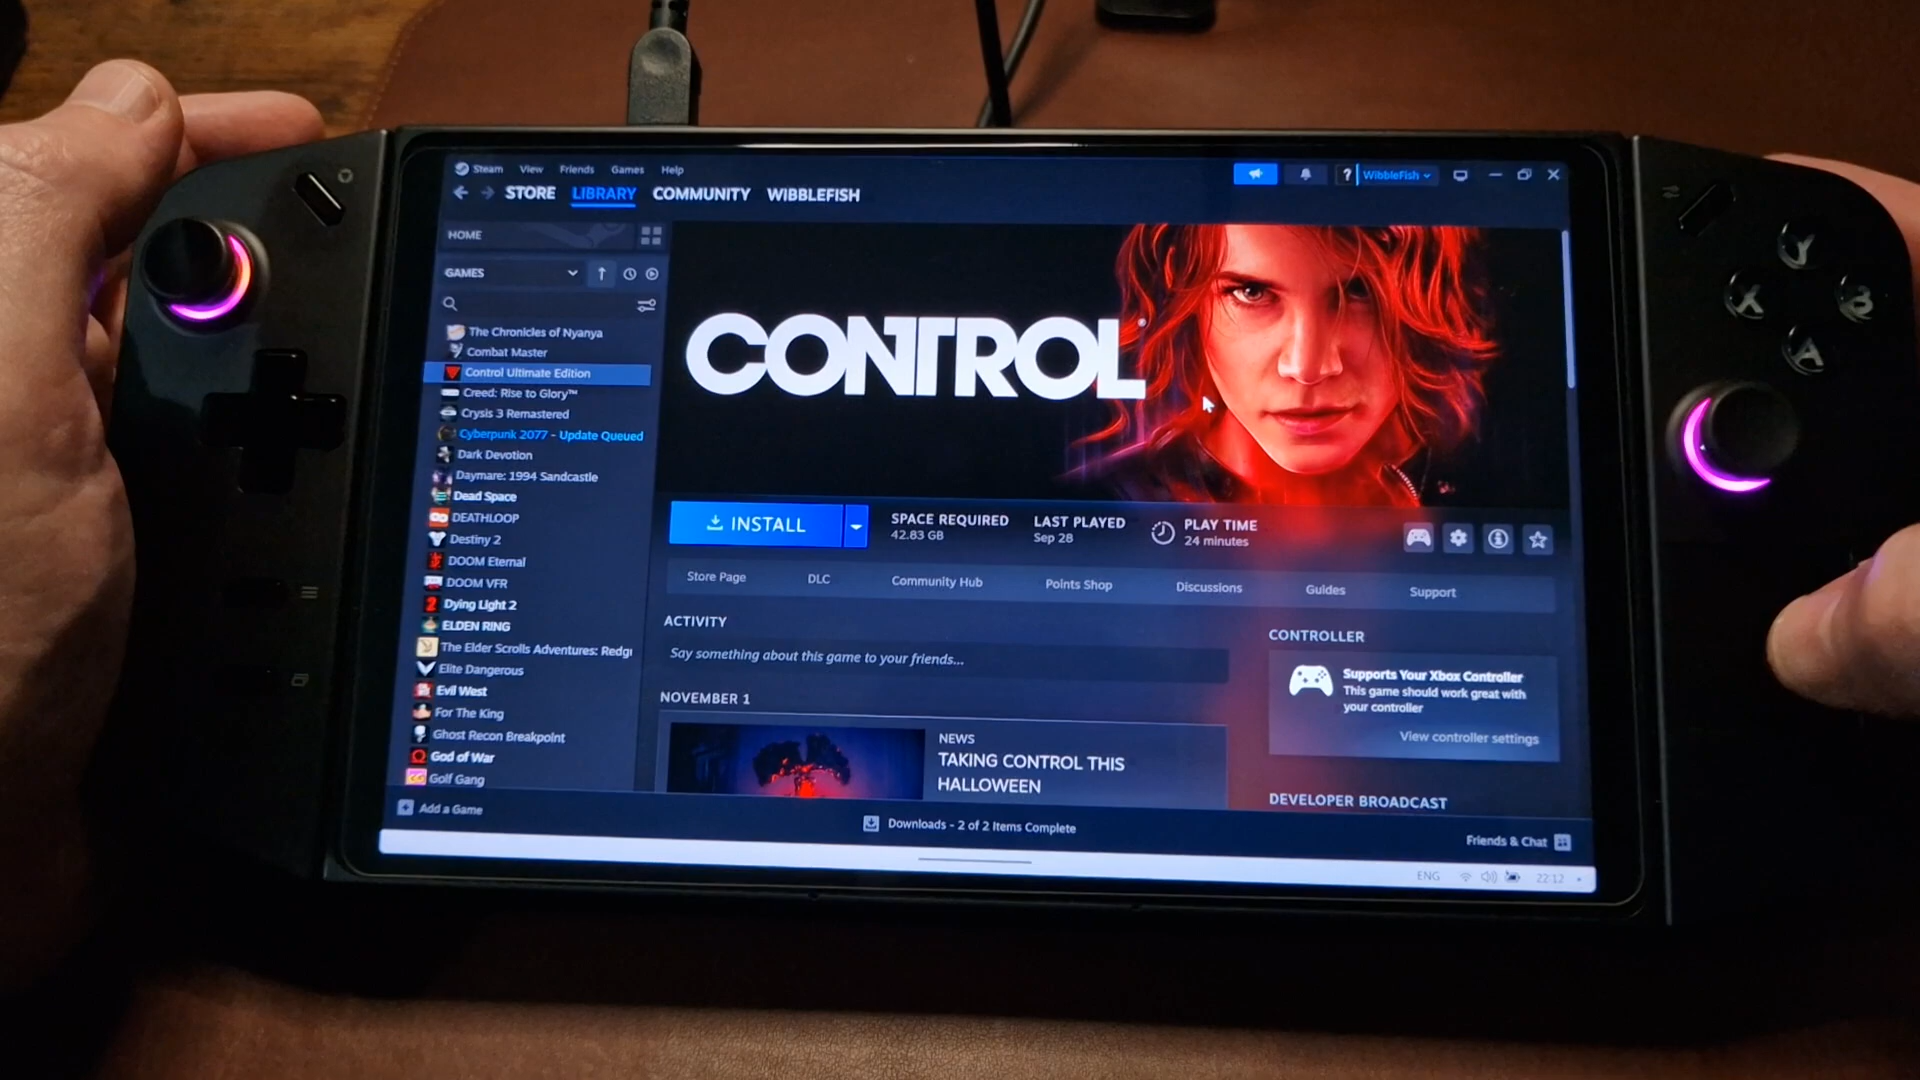 Steam View Friends Games Help
WibbleFish
STORE LIBRARY COMMUNITY WIBBLEFISH
HOME
GAMES
The Chronicles of Nyanya
Combat Master
Control Ultimate Edition
Creed: Rise to Glory™
Crysis 3 Remastered
Cyberpunk 2077 - Update Queued
Dark Devotion
Daymare: 1994 Sandcastle
Dead Space
DEATHLOOP
Destiny 2
DOOM Eternal
DOOM VFR
Dying Light 2
ELDEN RING
The Elder Scrolls Adventures: Redgu
Elite Dangerous
Evil West
For The King
Ghost Recon Breakpoint
God of War
Golf Gang
Add a Game
CONTROL
INSTALL
SPACE REQUIRED
42.83 GB
LAST PLAYED
Sep 28
PLAY TIME
24 minutes
Store Page DLC Community Hub Points Shop Discussions Guides Support
ACTIVITY
Say something about this game to your friends...
NOVEMBER 1
NEWS
TAKING CONTROL THIS
HALLOWEEN
CONTROLLER
Supports Your Xbox Controller
This game should work great with
your controller
View controller settings
DEVELOPER BROADCAST
Downloads - 2 of 2 Items Complete
Friends & Chat
ENG 22:12
Y
X
B
A